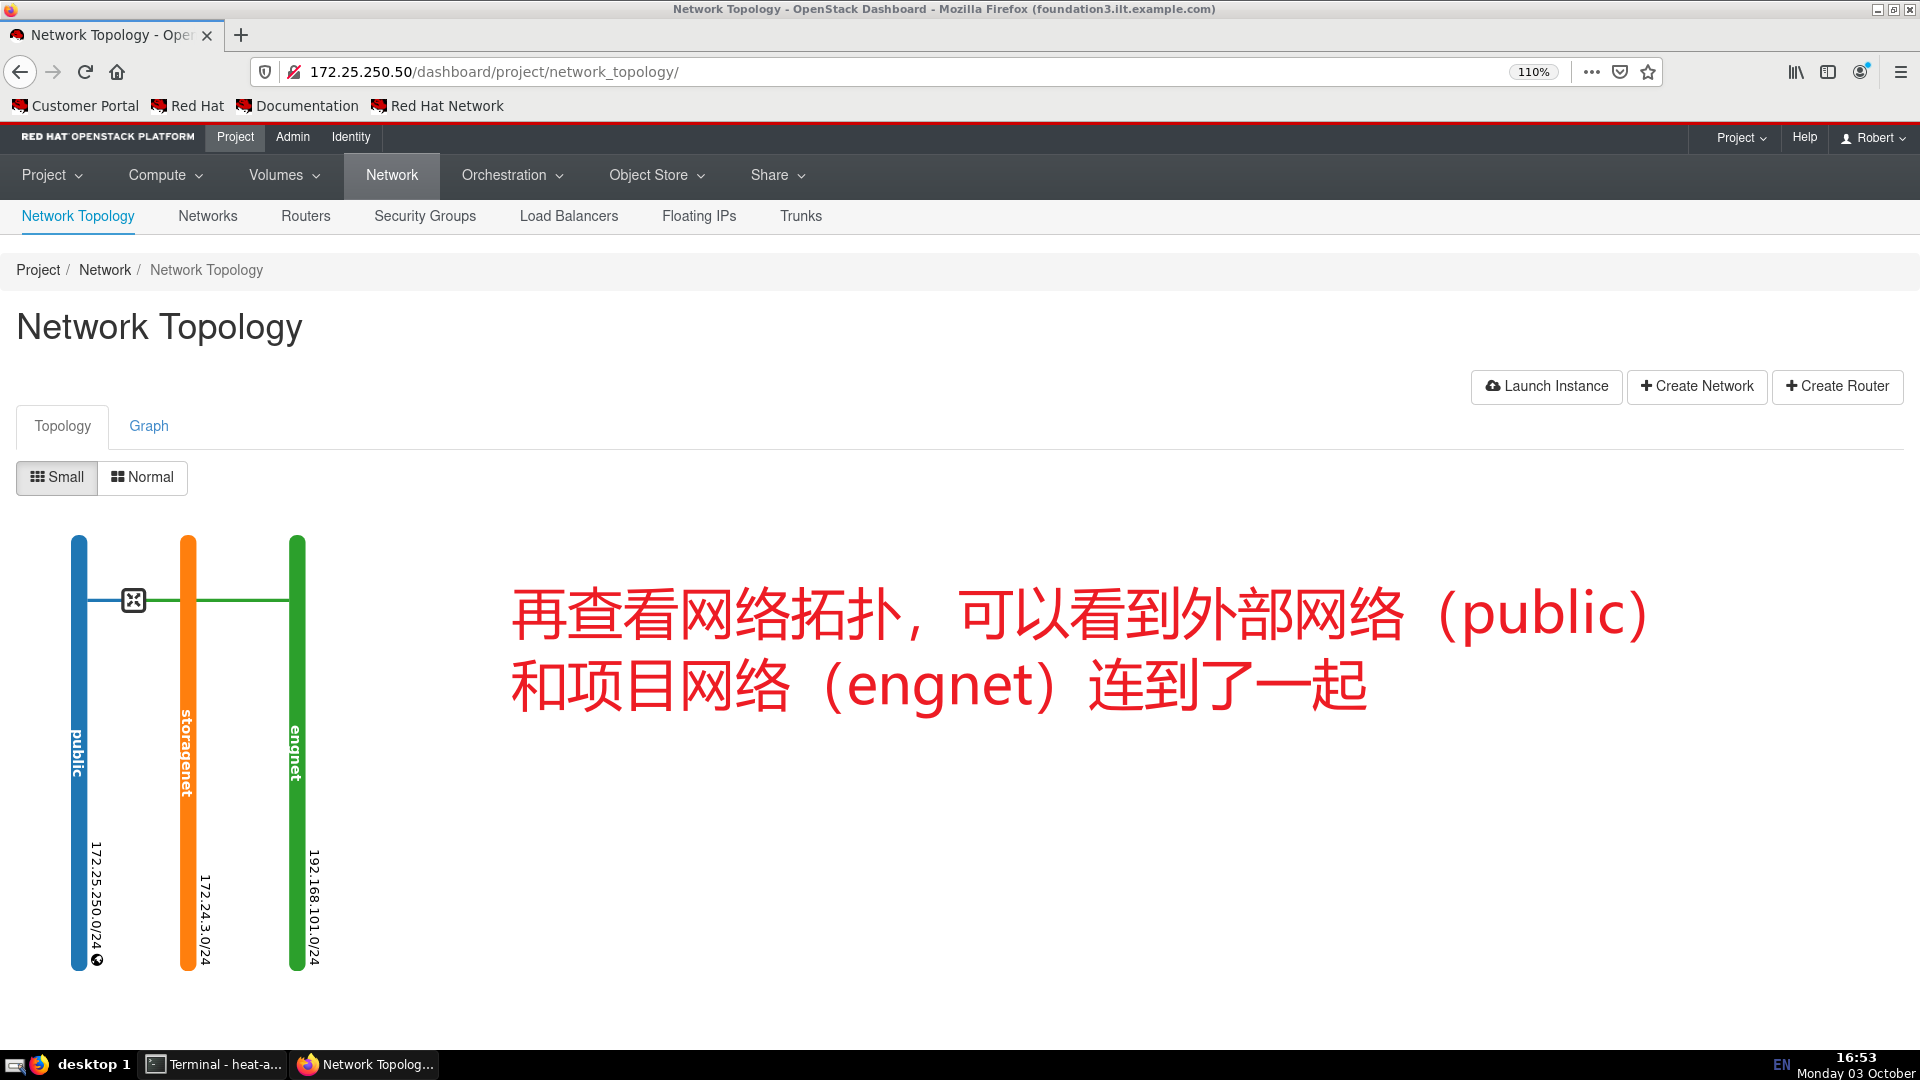 Network Topology - OpenStack Dashboard - Mozilla Firefox (foundation3.ilt.example.com)
Network Topology - Ope
172.25.250.50/dashboard/project/network_topology/
110%
Customer Portal Red Hat Documentation Red Hat Network
RED HAT OPENSTACK PLATFORM Project Admin Identity Project Help Robert
Project Compute Volumes Network Orchestration Object Store Share
Network Topology Networks Routers Security Groups Load Balancers Floating IPs Trunks
Project / Network / Network Topology
Network Topology
Launch Instance Create Network Create Router
Topology Graph
Small Normal
再查看网络拓扑，可以看到外部网络（public）
和项目网络（engnet）连到了一起
public
172.25.250.0/24
storagenet
172.24.3.0/24
engnet
192.168.101.0/24
desktop 1 Terminal - heat-a... Network Topolog... EN 16:53
Monday 03 October